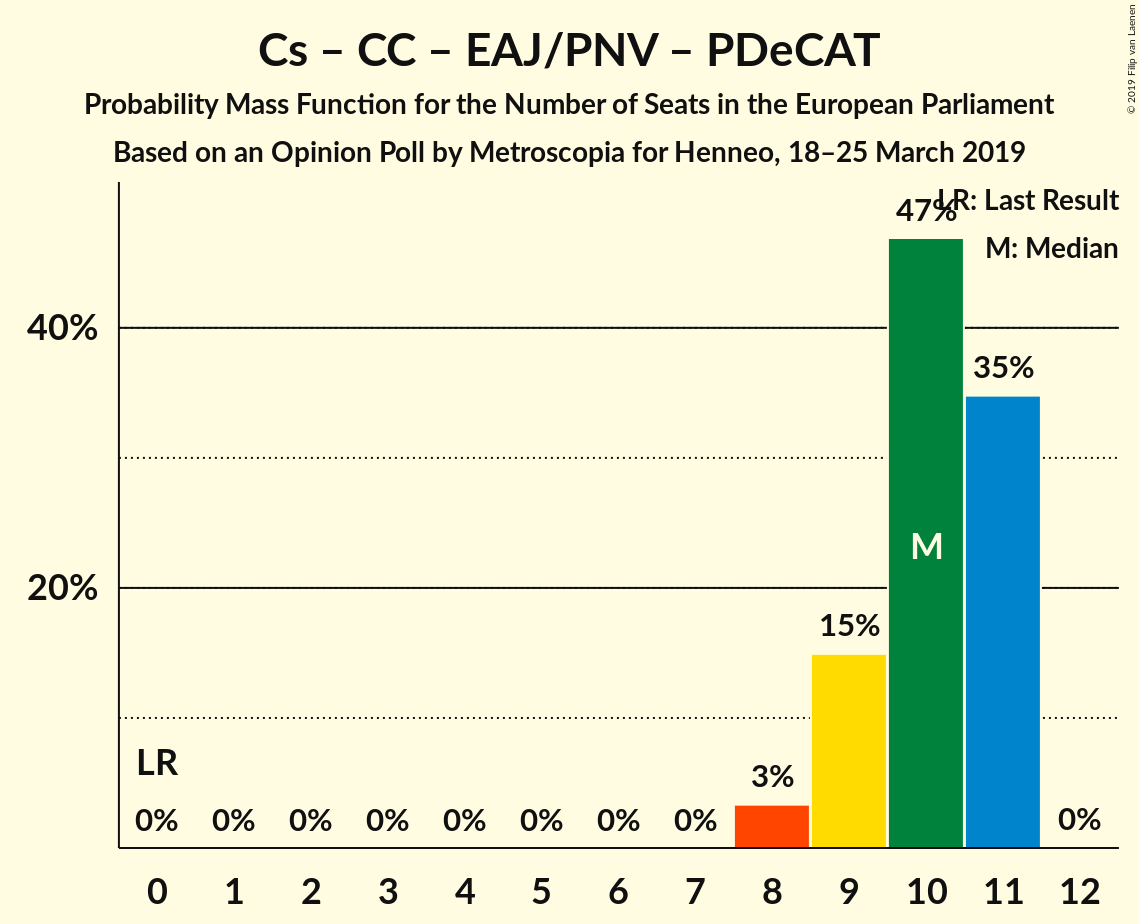 Cs – CC – EAJ/PNV – PDeCAT
Probability Mass Function for the Number of Seats in the European Parliament
Based on an Opinion Poll by Metroscopia for Henneo, 18–25 March 2019
© 2019 Filip van Laenen
LR: Last Result
M: Median
47%
40%
35%
M
20%
15%
LR
3%
0% 0% 0% 0% 0% 0% 0% 0% 0%
0 1 2 3 4 5 6 7 8 9 10 11 12